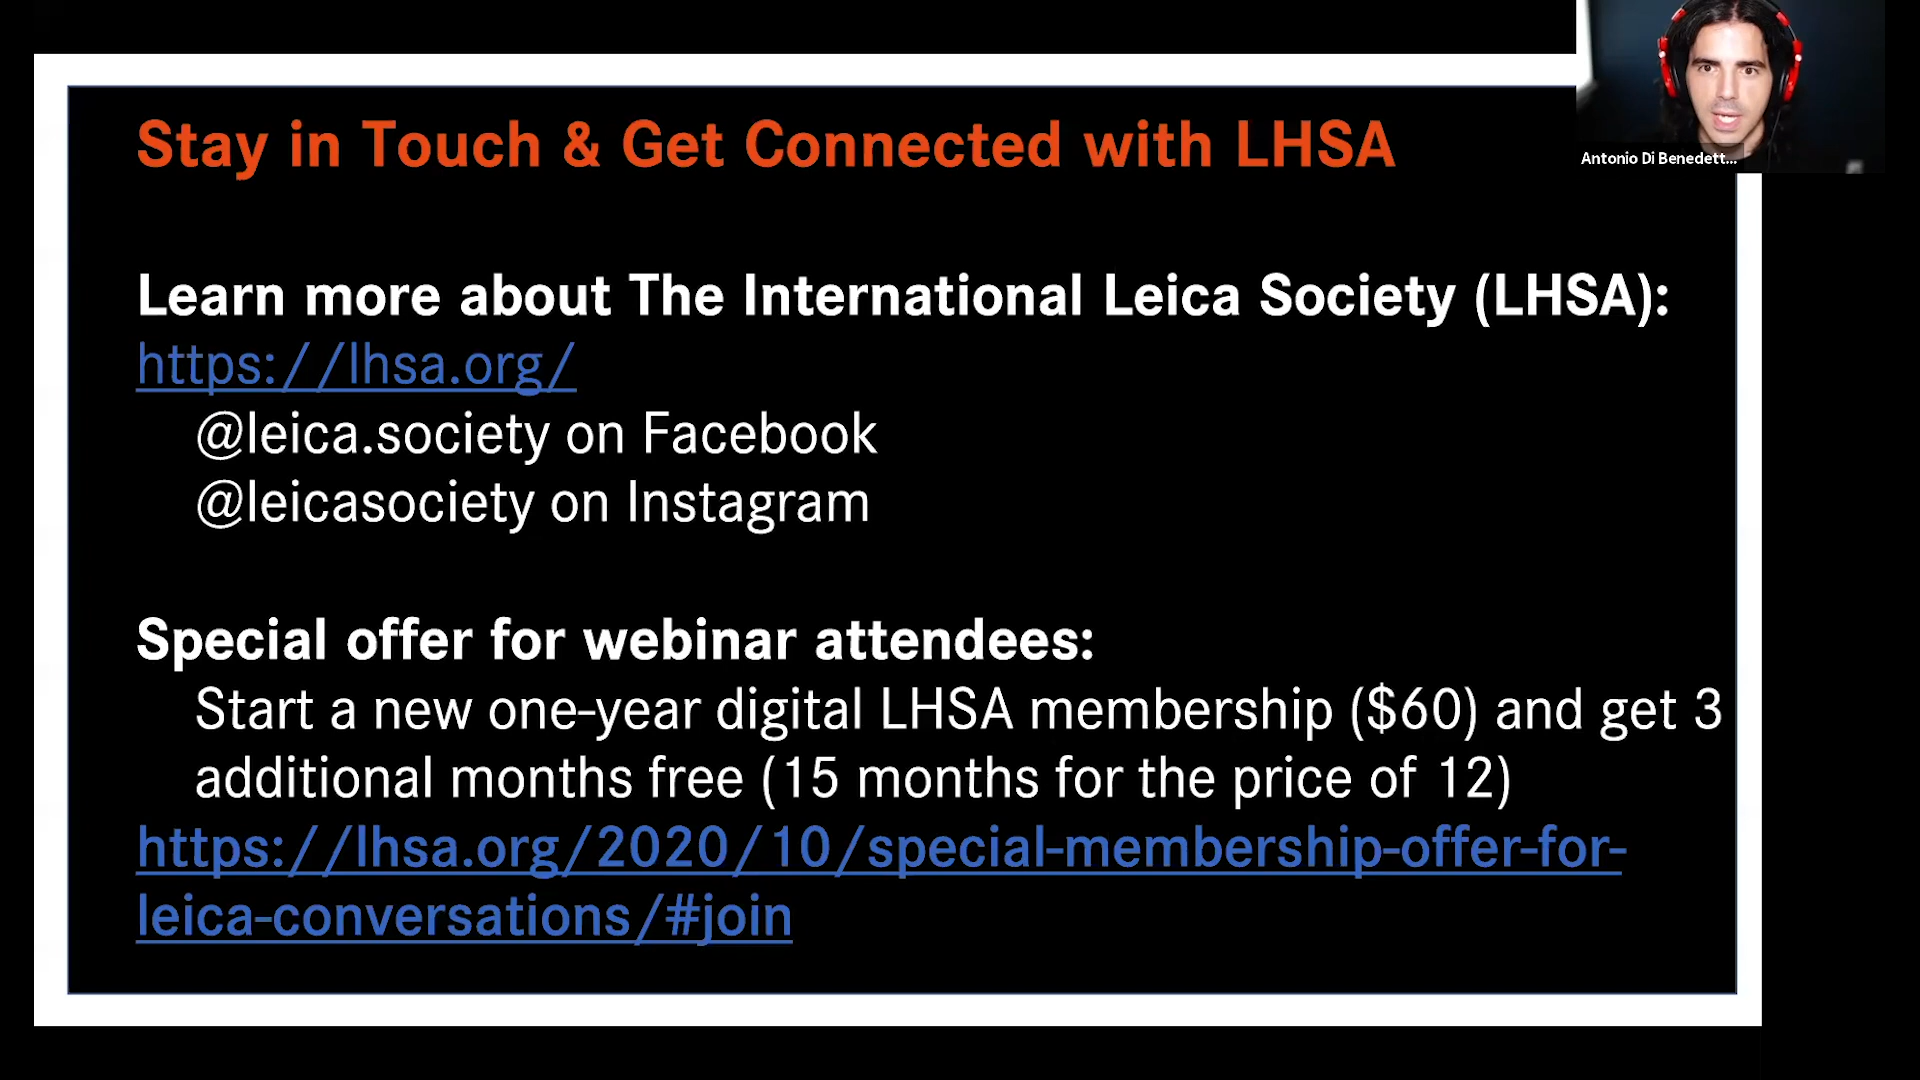 Stay in Touch & Get Connected with LHSA
Antonio Di Benedett...
Learn more about The International Leica Society (LHSA):
https://lhsa.org/
@leica.society on Facebook
@leicasociety on Instagram
Special offer for webinar attendees:
Start a new one-year digital LHSA membership ($60) and get 3
additional months free (15 months for the price of 12)
https://lhsa.org/2020/10/special-membership-offer-for-
leica-conversations/#join